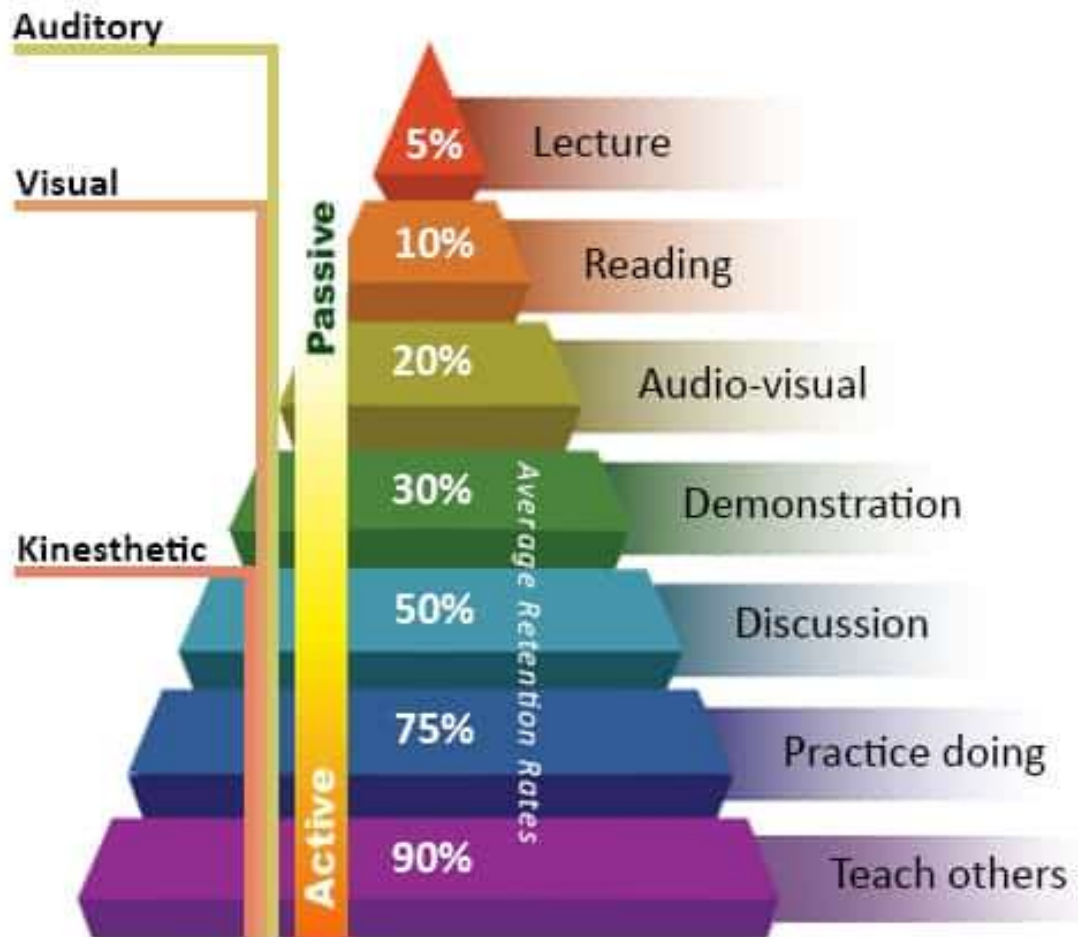 Auditory
5%
Lecture
Visual
Passive
10%
Reading
20%
Audio-visual
30%
Average Retention Rates
Demonstration
Kinesthetic
50%
Discussion
75%
Practice doing
Active
90%
Teach others